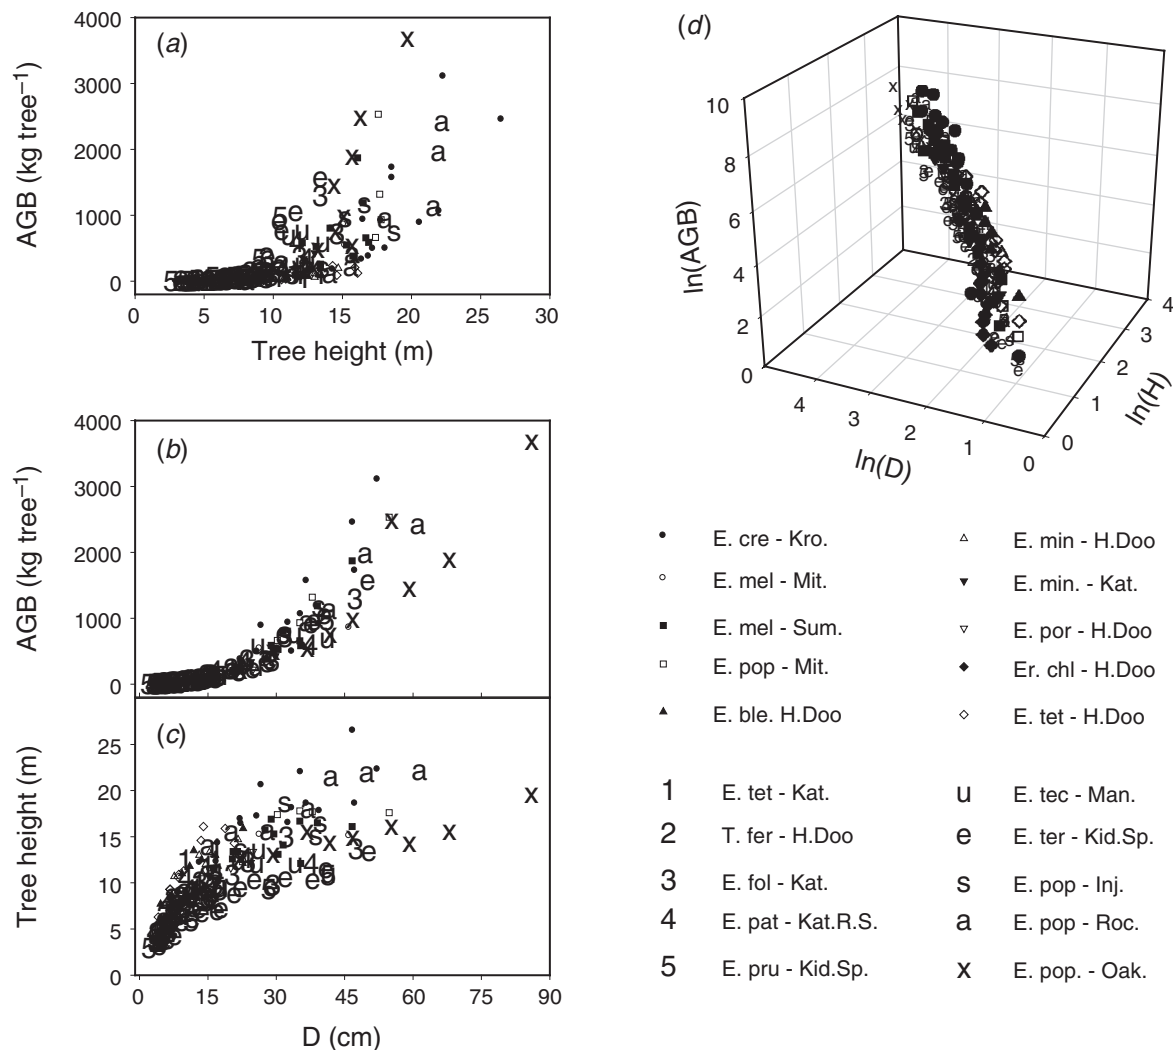 (a)
AGB (kg tree–1)
4000
3000
2000
1000
0
0 5 10 15 20 25 30
Tree height (m)
(b)
AGB (kg tree–1)
4000
3000
2000
1000
0
(c)
Tree height (m)
25
20
15
10
5
0
0 15 30 45 60 75 90
D (cm)
(d)
ln(AGB)
10
8
6
4
2
0
4 3 2 1 0
ln(D)
0 1 2 3 4
ln(H)
E. cre - Kro.
E. mel - Mit.
E. mel - Sum.
E. pop - Mit.
E. ble. H.Doo
E. min - H.Doo
E. min. - Kat.
E. por - H.Doo
Er. chl - H.Doo
E. tet - H.Doo
1 E. tet - Kat.
2 T. fer - H.Doo
3 E. fol - Kat.
4 E. pat - Kat.R.S.
5 E. pru - Kid.Sp.
u E. tec - Man.
e E. ter - Kid.Sp.
s E. pop - Inj.
a E. pop - Roc.
x E. pop. - Oak.